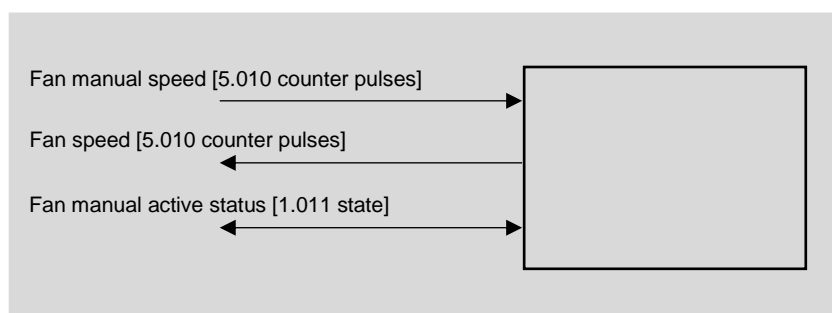 Fan manual speed [5.010 counter pulses]
Fan speed [5.010 counter pulses]
Fan manual active status [1.011 state]